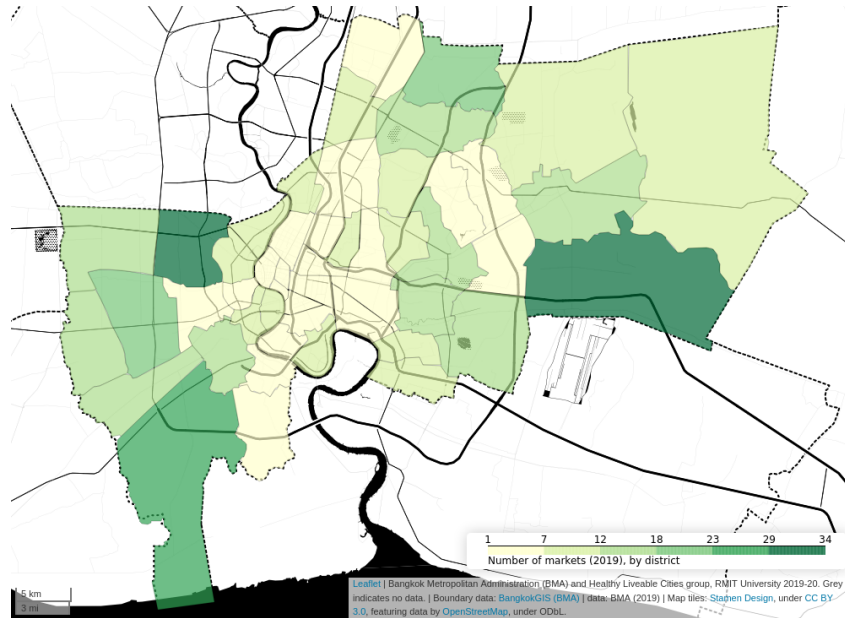 1 7 12 18 23 29 34
Number of markets (2019), by district
5 km
3 mi
Leaflet | Bangkok Metropolitan Administration (BMA) and Healthy Liveable Cities group, RMIT University 2019-20. Grey
indicates no data. | Boundary data: BangkokGIS (BMA) | data: BMA (2019) | Map tiles: Stamen Design, under CC BY
3.0, featuring data by OpenStreetMap, under ODbL.